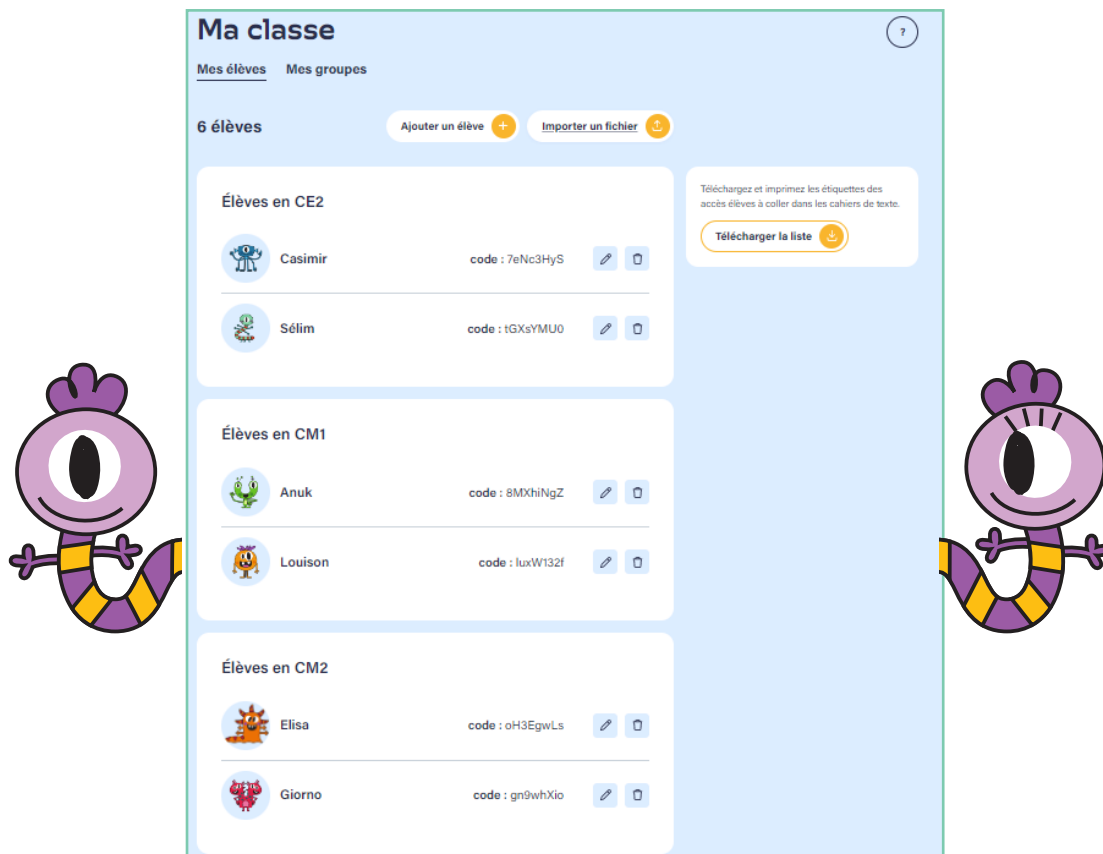 Ma classe
?
Mes élèves Mes groupes
6 élèves Ajouter un élève Importer un fichier
Téléchargez et imprimez les étiquettes des
accès élèves à coller dans les cahiers de texte.
Télécharger la liste
Élèves en CE2
Casimir code : 7eNc3HyS
Sélim code : tGXsYMU0
Élèves en CM1
Anuk code : 8MXhiNgZ
Louison code : luxW132f
Élèves en CM2
Elisa code : oH3EgwLs
Giorno code : gn9whXio